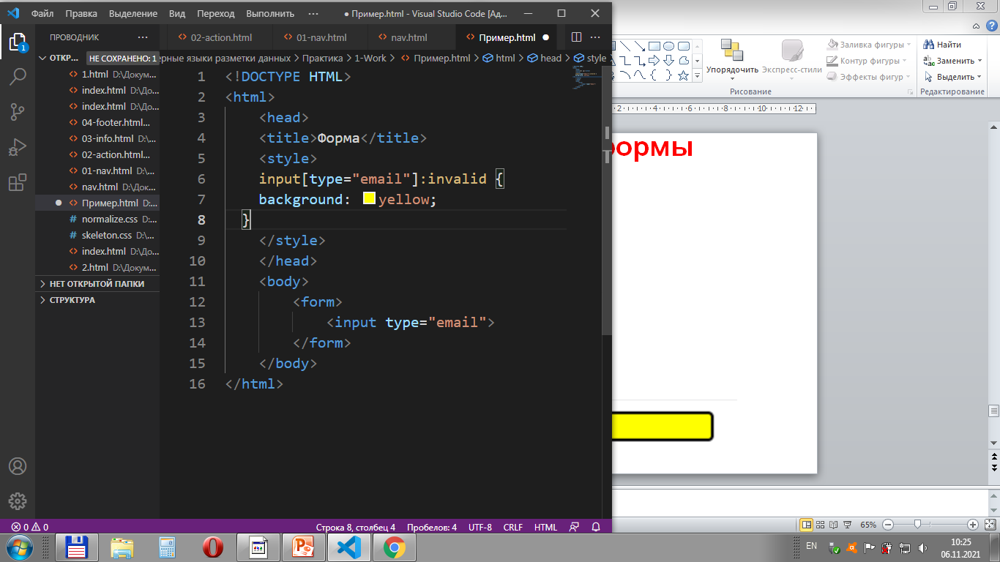 Файл Правка Выделение Вид Переход Выполнить ··· ● Пример.html - Visual Studio Code [Ад...
ПРОВОДНИК ···
02-action.html 01-nav.html nav.html Пример.html ● ···
ОТКР... НЕ СОХРАНЕНО: 1
рные языки разметки данных > Практика > 1-Work > Пример.html > html > head > style
1.html D:\Докум...
index.html D:\До...
index.html D:\До...
04-footer.html...
03-info.html D:\...
02-action.html...
01-nav.html D:\...
nav.html D:\Док...
Пример.html D:...
normalize.css D:...
skeleton.css D:\...
index.html D:\До...
2.html D:\Докум...
НЕТ ОТКРЫТОЙ ПАПКИ
СТРУКТУРА
1 <!DOCTYPE HTML>
2 <html>
3 <head>
4 <title>Форма</title>
5 <style>
6 input[type="email"]:invalid {
7 background: yellow;
8 }
9 </style>
10 </head>
11 <body>
12 <form>
13 <input type="email">
14 </form>
15 </body>
16 </html>
0 0 Строка 8, столбец 4 Пробелов: 4 UTF-8 CRLF HTML
Упорядочить
Экспресс-стили
Заливка фигуры
Контур фигуры
Эффекты фигур
Рисование
Найти
Заменить
Выделить
Редактирование
2 4 6 8 10 12
формы
65%
EN
10:25
06.11.2021